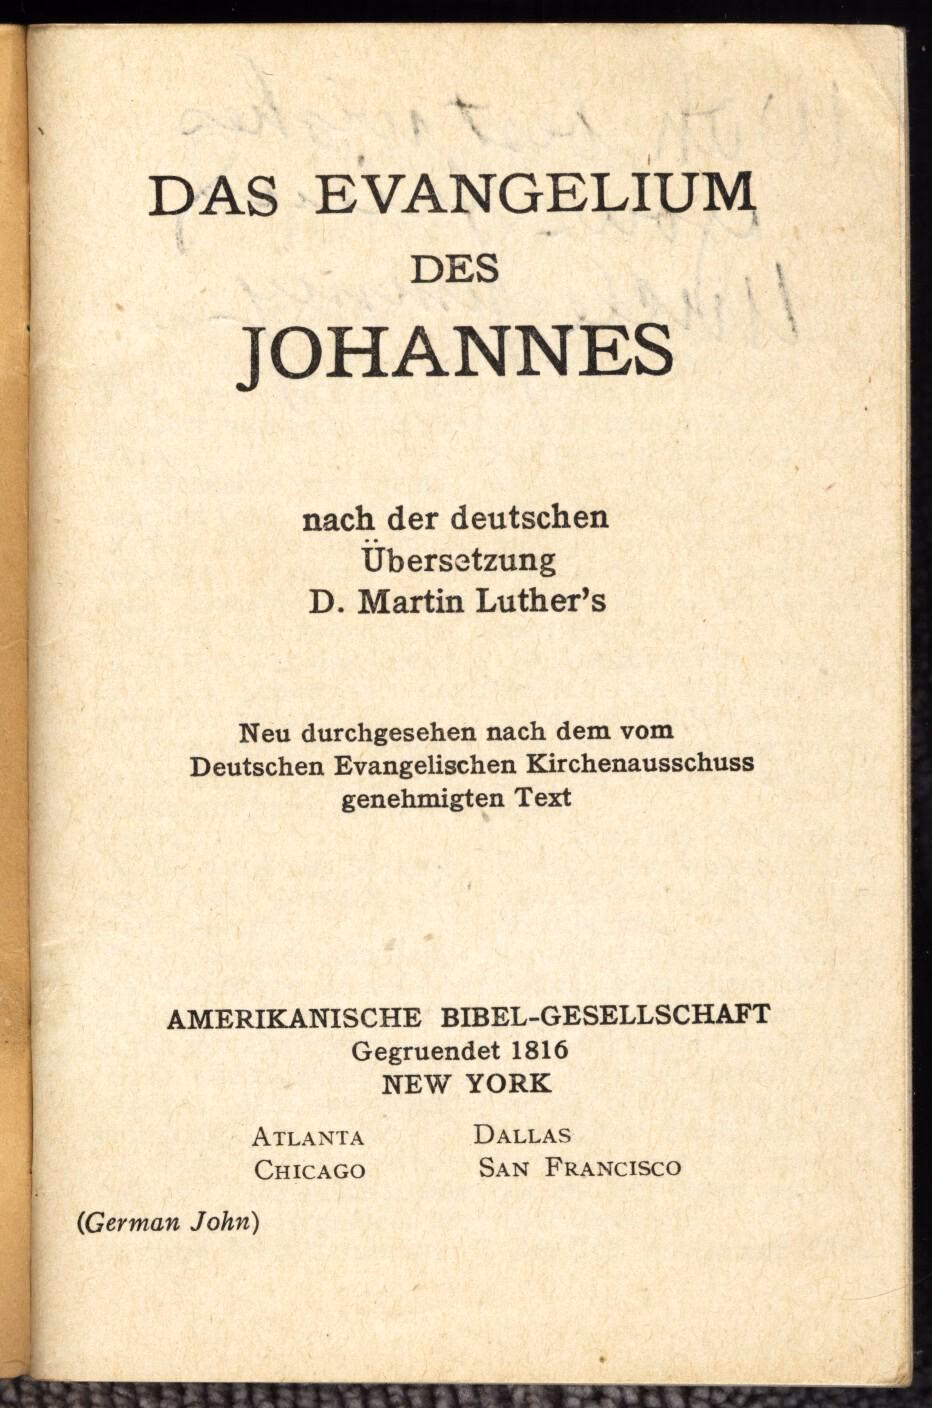 DAS EVANGELIUM
DES
JOHANNES
nach der deutschen
Übersetzung
D. Martin Luther's
Neu durchgesehen nach dem vom
Deutschen Evangelischen Kirchenausschuss
genehmigten Text
AMERIKANISCHE BIBEL-GESELLSCHAFT
Gegruendet 1816
NEW YORK
ATLANTA DALLAS
CHICAGO SAN FRANCISCO
(German John)